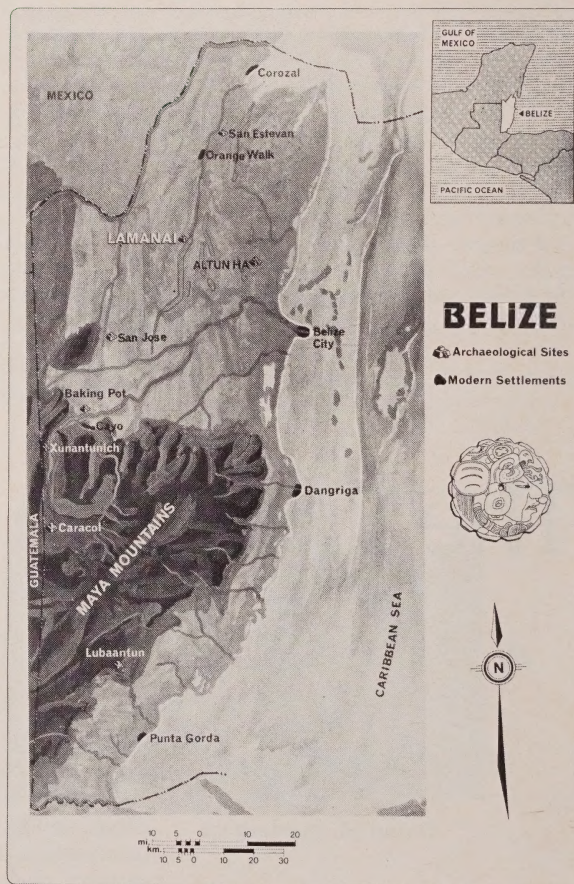 GULF OF
MEXICO
BELIZE
PACIFIC OCEAN
MEXICO
Corozal
San Estevan
Orange Walk
LAMANAI
ALTUN HA
San Jose
Belize
City
Baking Pot
Cayo
Xunantunich
Dangriga
Caracol
GUATEMALA
MAYA MOUNTAINS
CARIBBEAN SEA
Lubaantun
Punta Gorda
BELIZE
Archaeological Sites
Modern Settlements
N
10 5 0 10 20
mi.
km.
10 5 0 10 20 30